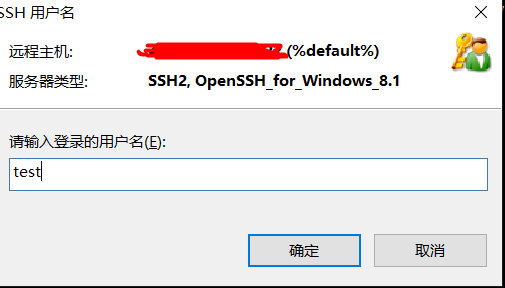 SSH 用户名
远程主机: (%default%)
服务器类型: SSH2, OpenSSH_for_Windows_8.1
请输入登录的用户名(E):
test
确定 取消